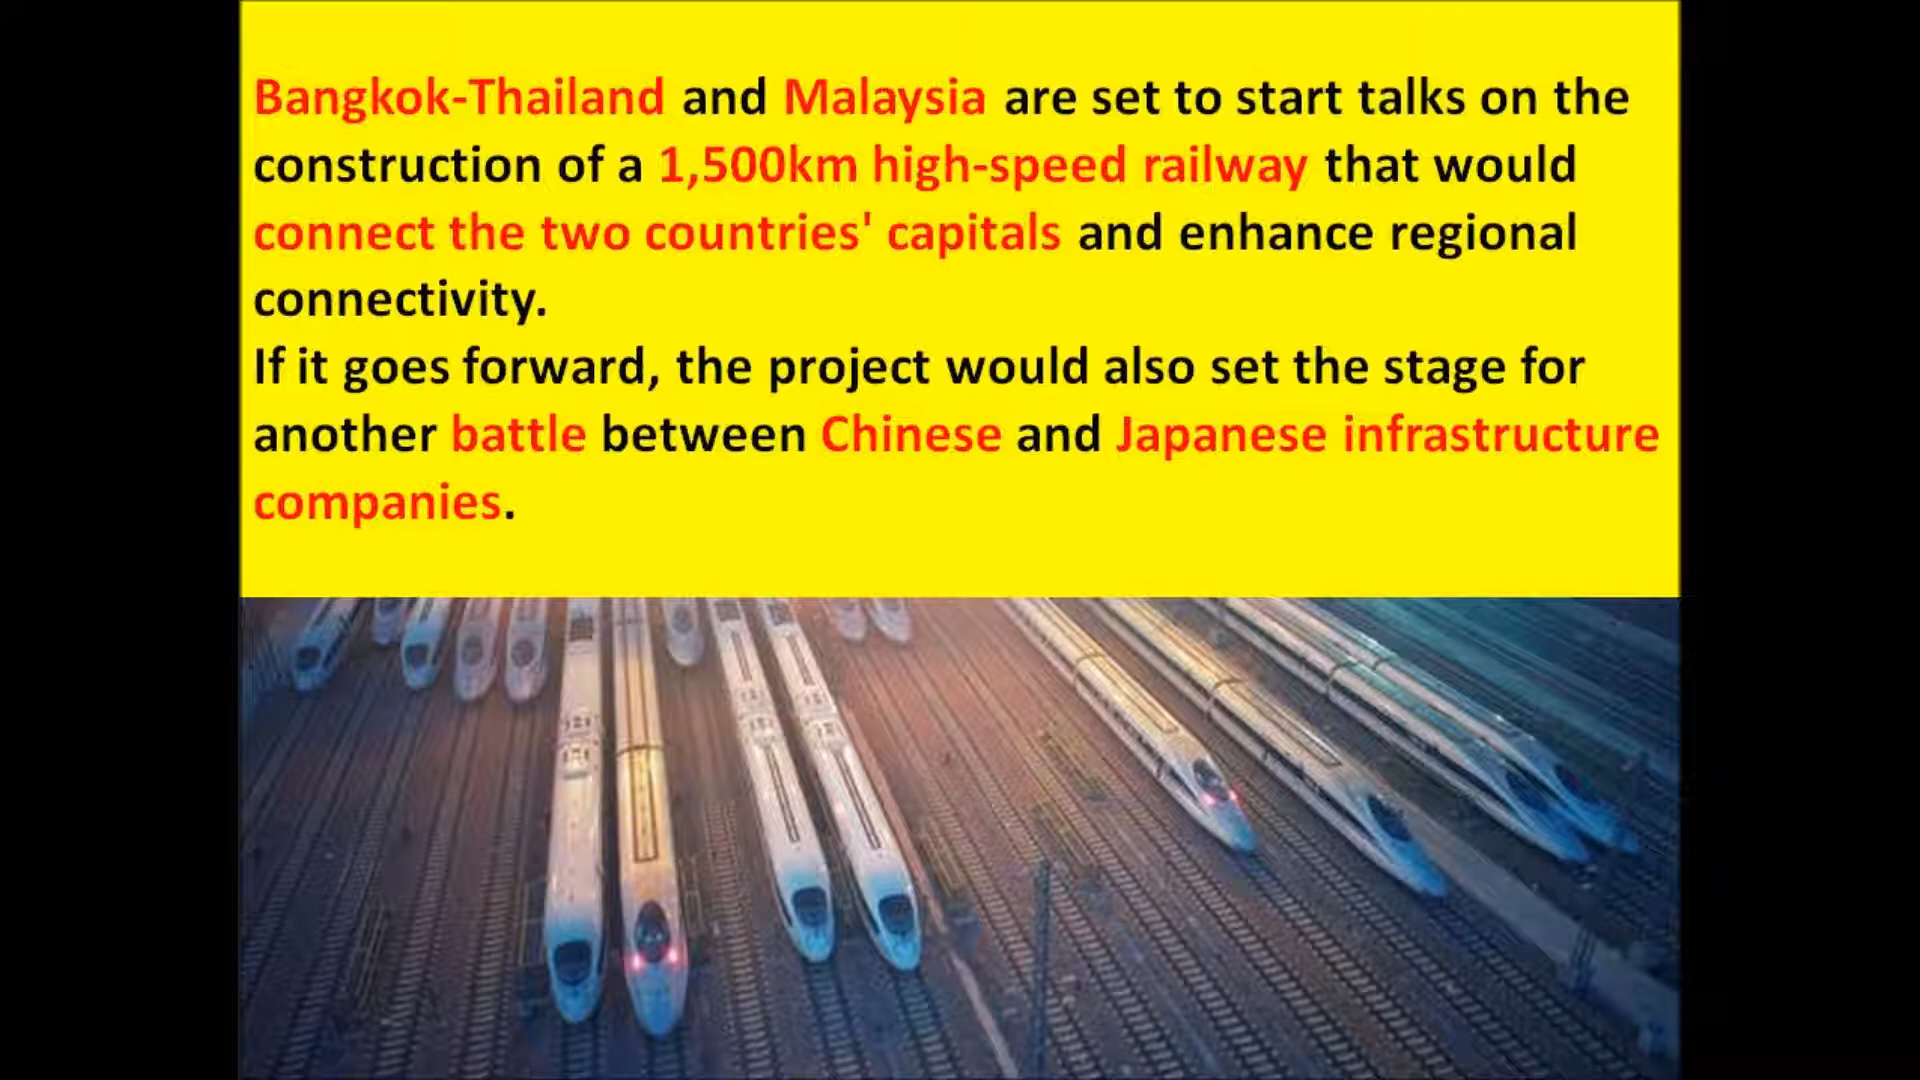 Bangkok-Thailand and Malaysia are set to start talks on the
construction of a 1,500km high-speed railway that would
connect the two countries' capitals and enhance regional
connectivity.
If it goes forward, the project would also set the stage for
another battle between Chinese and Japanese infrastructure
companies.